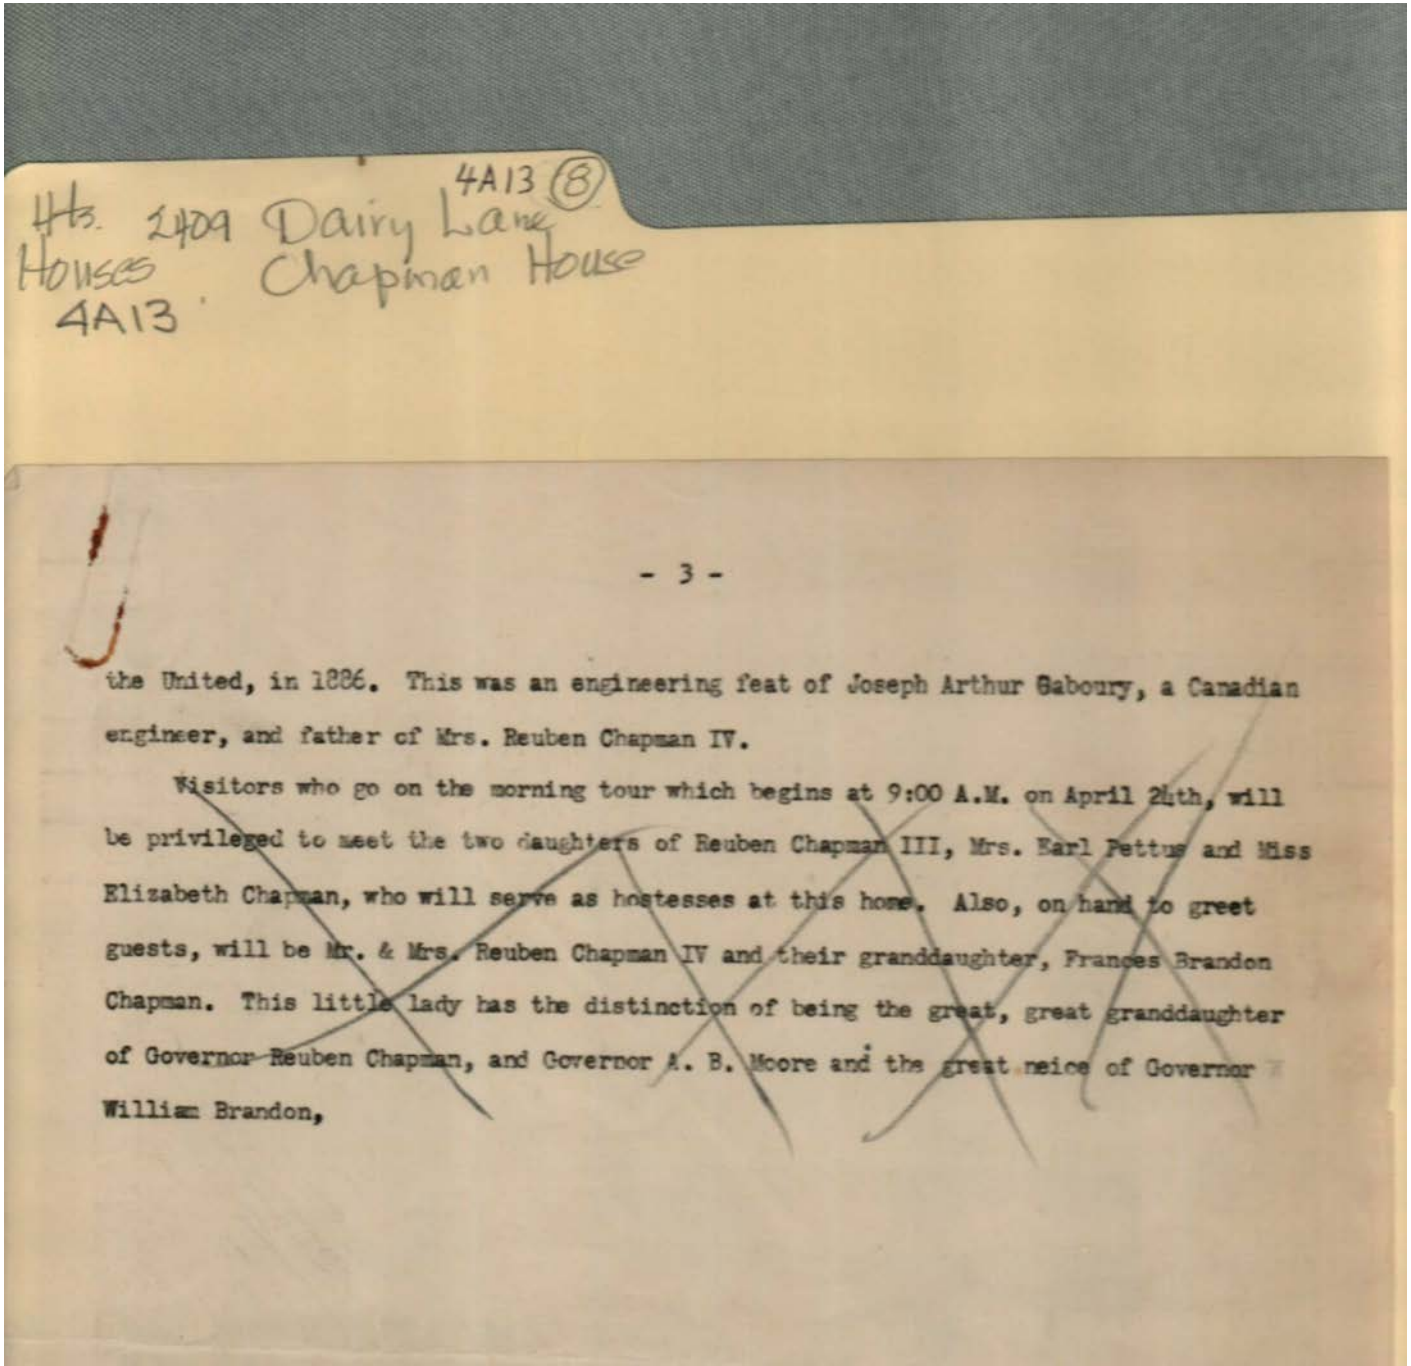 4A13 8
Hts. 2409 Dairy Lane
Houses Chapman House
4A13
- 3 -
the United, in 1886. This was an engineering feat of Joseph Arthur Gaboury, a Canadian
engineer, and father of Mrs. Reuben Chapman IV.
Visitors who go on the morning tour which begins at 9:00 A.M. on April 24th, will
be privileged to meet the two daughters of Reuben Chapman III, Mrs. Earl Pettus and Miss
Elizabeth Chapman, who will serve as hostesses at this home. Also, on hand to greet
guests, will be Mr. & Mrs. Reuben Chapman IV and their granddaughter, Frances Brandon
Chapman. This little lady has the distinction of being the great, great granddaughter
of Governor Reuben Chapman, and Governor A. B. Moore and the great neice of Governor
William Brandon,